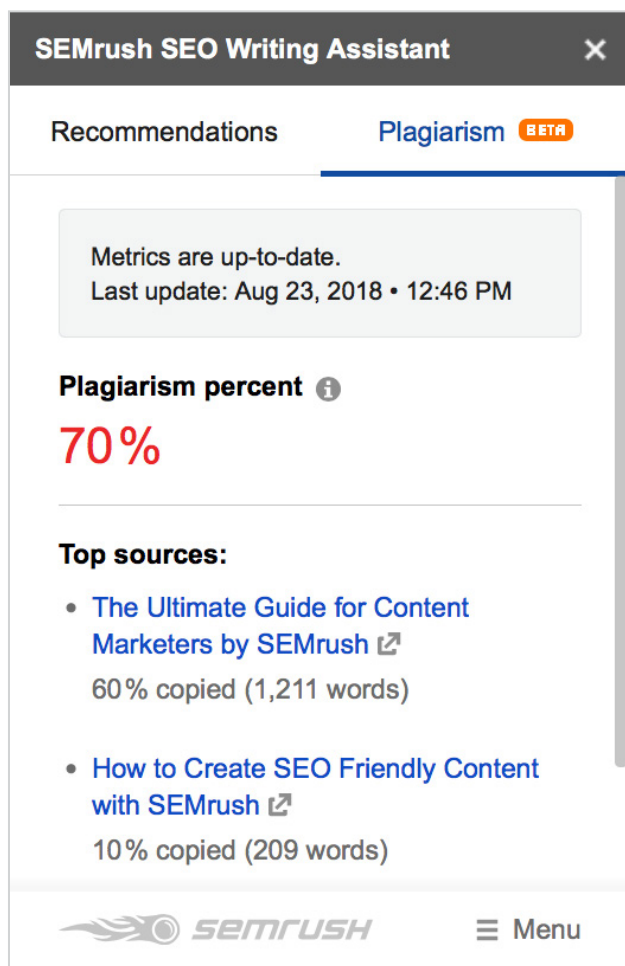 SEMrush SEO Writing Assistant ×
Recommendations Plagiarism BETA
Metrics are up-to-date.
Last update: Aug 23, 2018 • 12:46 PM
Plagiarism percent
70%
Top sources:
• The Ultimate Guide for Content
Marketers by SEMrush
60% copied (1,211 words)
• How to Create SEO Friendly Content
with SEMrush
10% copied (209 words)
semrush Menu